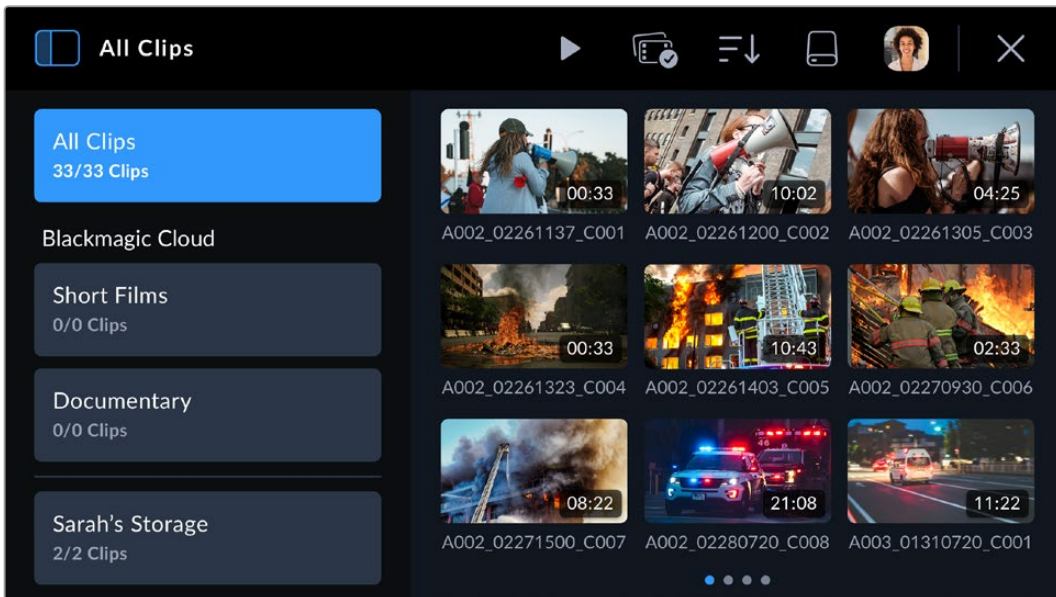 All Clips
All Clips
33/33 Clips
Blackmagic Cloud
Short Films
0/0 Clips
Documentary
0/0 Clips
Sarah's Storage
2/2 Clips
00:33
10:02
04:25
A002_02261137_C001
A002_02261200_C002
A002_02261305_C003
00:33
10:43
02:33
A002_02261323_C004
A002_02261403_C005
A002_02270930_C006
46
08:22
21:08
11:22
A002_02271500_C007
A002_02280720_C008
A003_01310720_C001